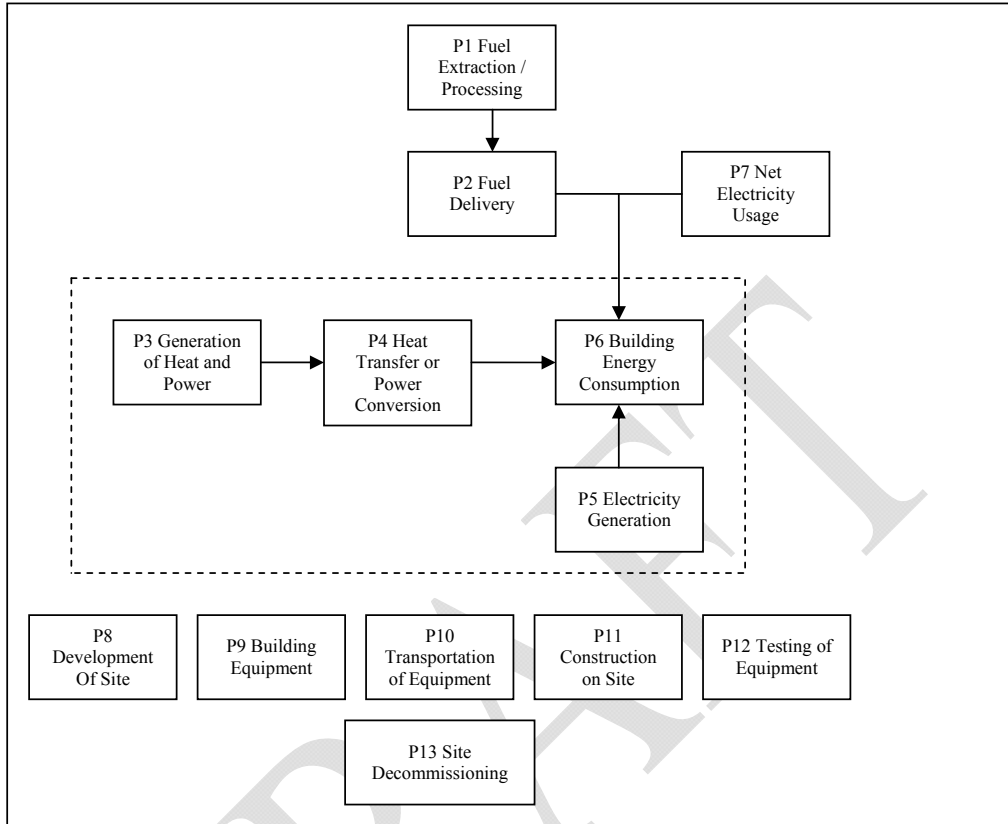 P1 Fuel
Extraction /
Processing
P2 Fuel
Delivery
P7 Net
Electricity
Usage
P3 Generation
of Heat and
Power
P4 Heat
Transfer or
Power
Conversion
P6 Building
Energy
Consumption
P5 Electricity
Generation
P8
Development
Of Site
P9 Building
Equipment
P10
Transportation
of Equipment
P11
Construction
on Site
P12 Testing of
Equipment
P13 Site
Decommissioning
DRAFT